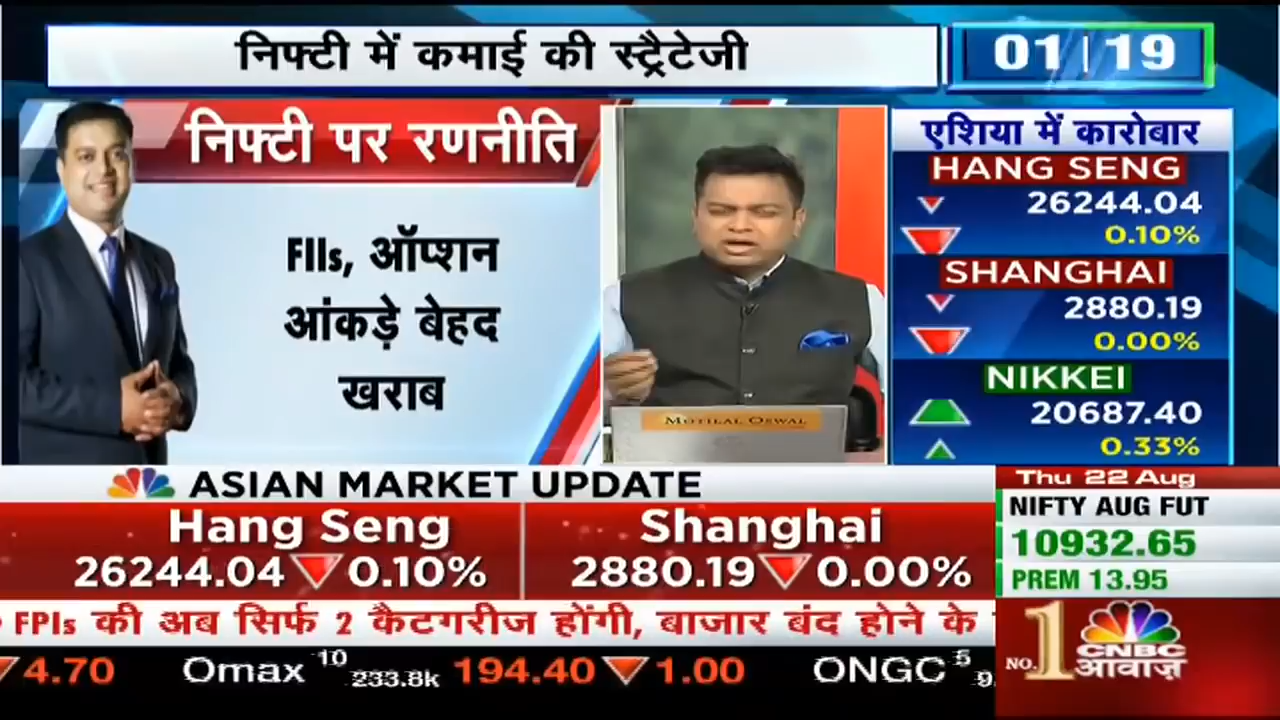 निफ्टी में कमाई की स्ट्रैटेजी
01 | 19
निफ्टी पर रणनीति
FIIs, ऑप्शन
आंकड़े बेहद
खराब
MOTILAL OSWAL
एशिया में कारोबार
HANG SENG
26244.04
0.10%
SHANGHAI
2880.19
0.00%
NIKKEI
20687.40
0.33%
ASIAN MARKET UPDATE
Hang Seng
26244.04 0.10%
Shanghai
2880.19 0.00%
Thu 22 Aug
NIFTY AUG FUT
10932.65
PREM 13.95
FPIs की अब सिर्फ 2 कैटगरीज होंगी, बाजार बंद होने के
4.70 Omax 10 233.8k 194.40 1.00 ONGC 5 9
NO. 1 CNBC
आवाज़